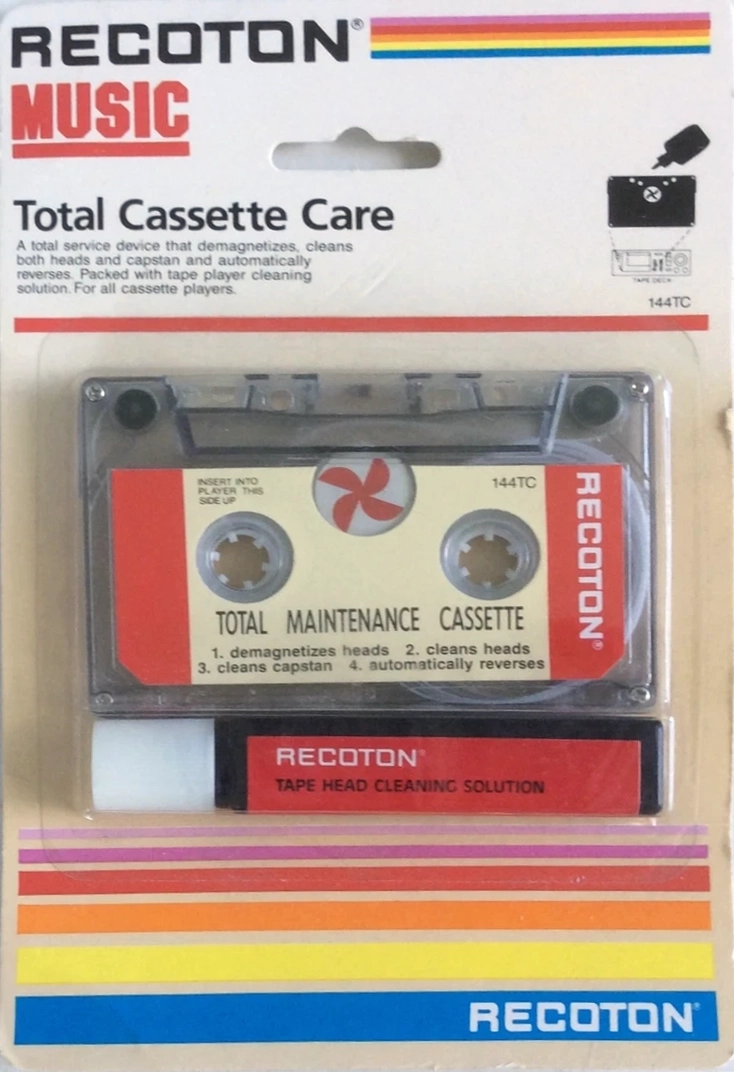 RECOTON®
MUSIC
Total Cassette Care
A total service device that demagnetizes, cleans
both heads and capstan and automatically
reverses. Packed with tape player cleaning
solution. For all cassette players.
TAPE DECK
144TC
INSERT INTO
PLAYER THIS
SIDE UP
144TC
RECOTON®
TOTAL MAINTENANCE CASSETTE
1. demagnetizes heads 2. cleans heads
3. cleans capstan 4. automatically reverses
RECOTON®
TAPE HEAD CLEANING SOLUTION
RECOTON®